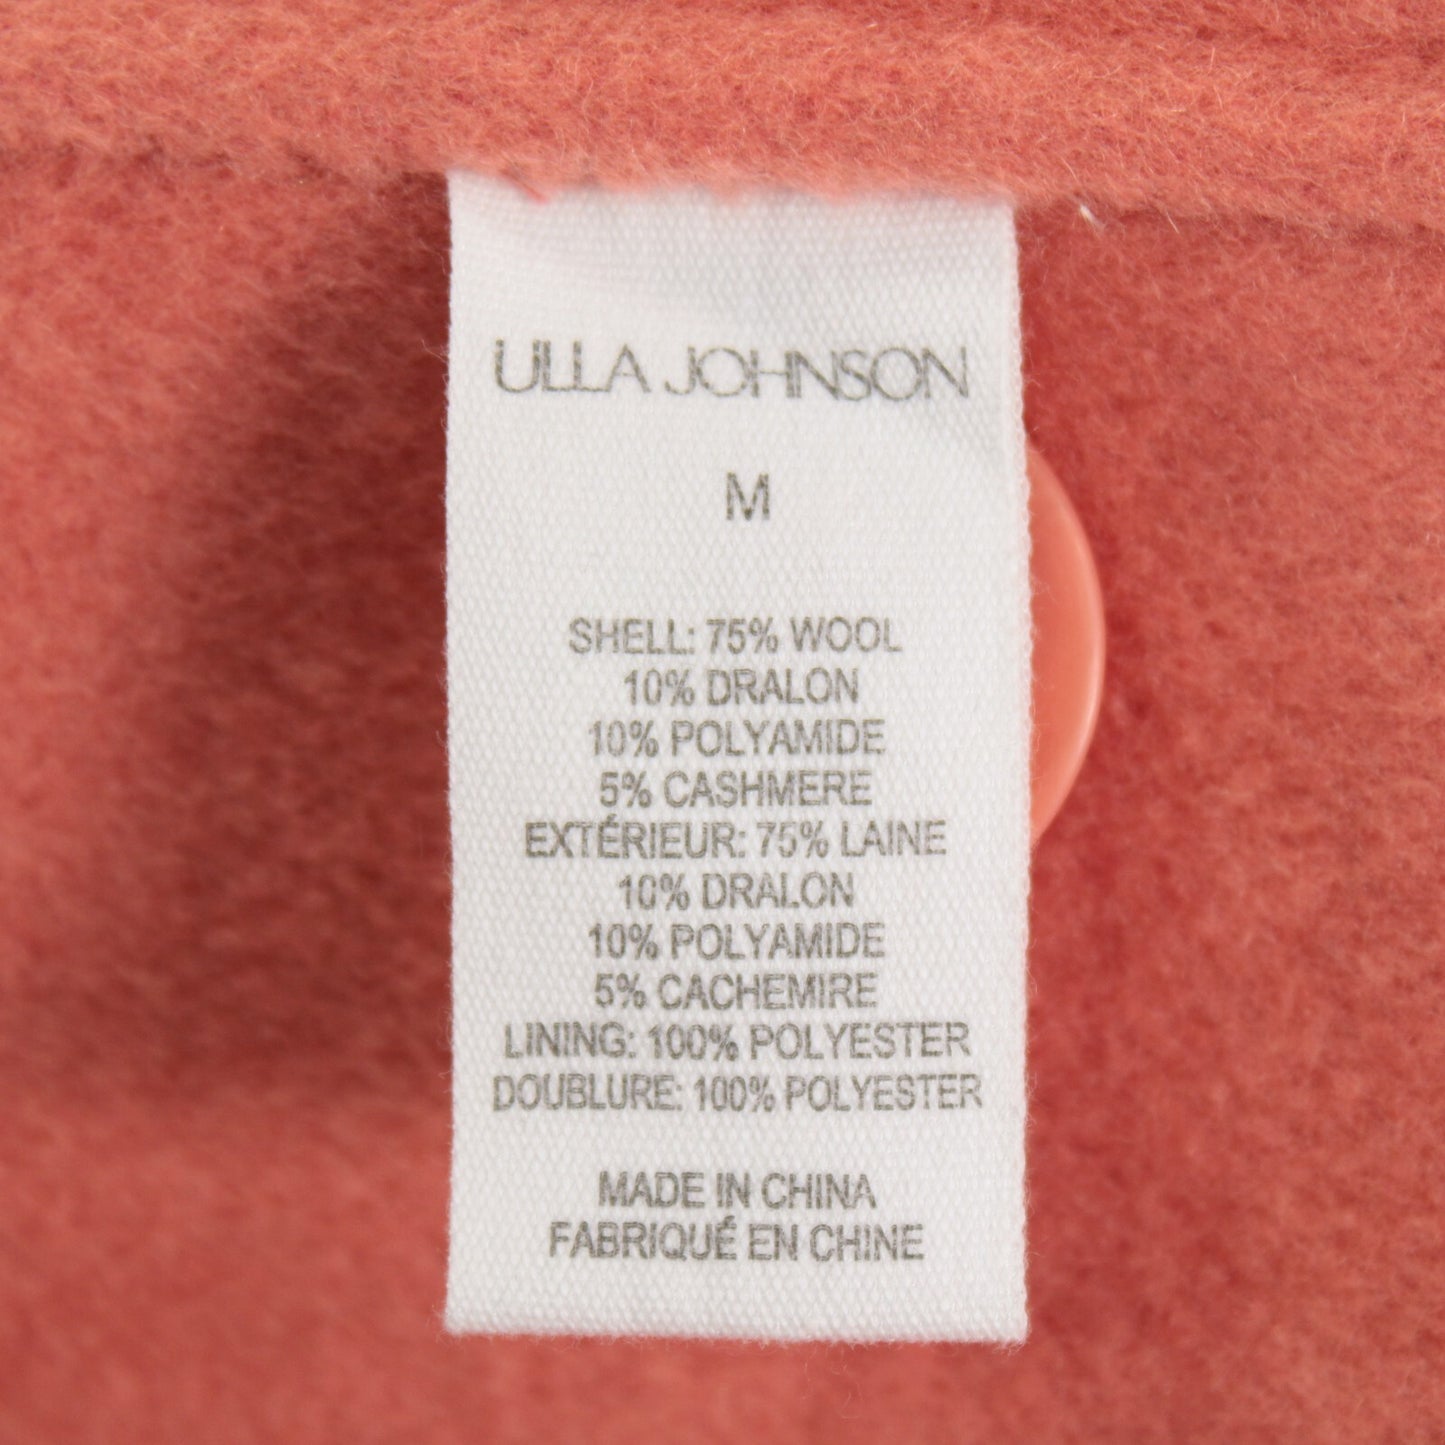 ULLA JOHNSON
M
SHELL: 75% WOOL
10% DRALON
10% POLYAMIDE
5% CASHMERE
EXTÉRIEUR: 75% LAINE
10% DRALON
10% POLYAMIDE
5% CACHEMIRE
LINING: 100% POLYESTER
DOUBLURE: 100% POLYESTER
MADE IN CHINA
FABRIQUÉ EN CHINE